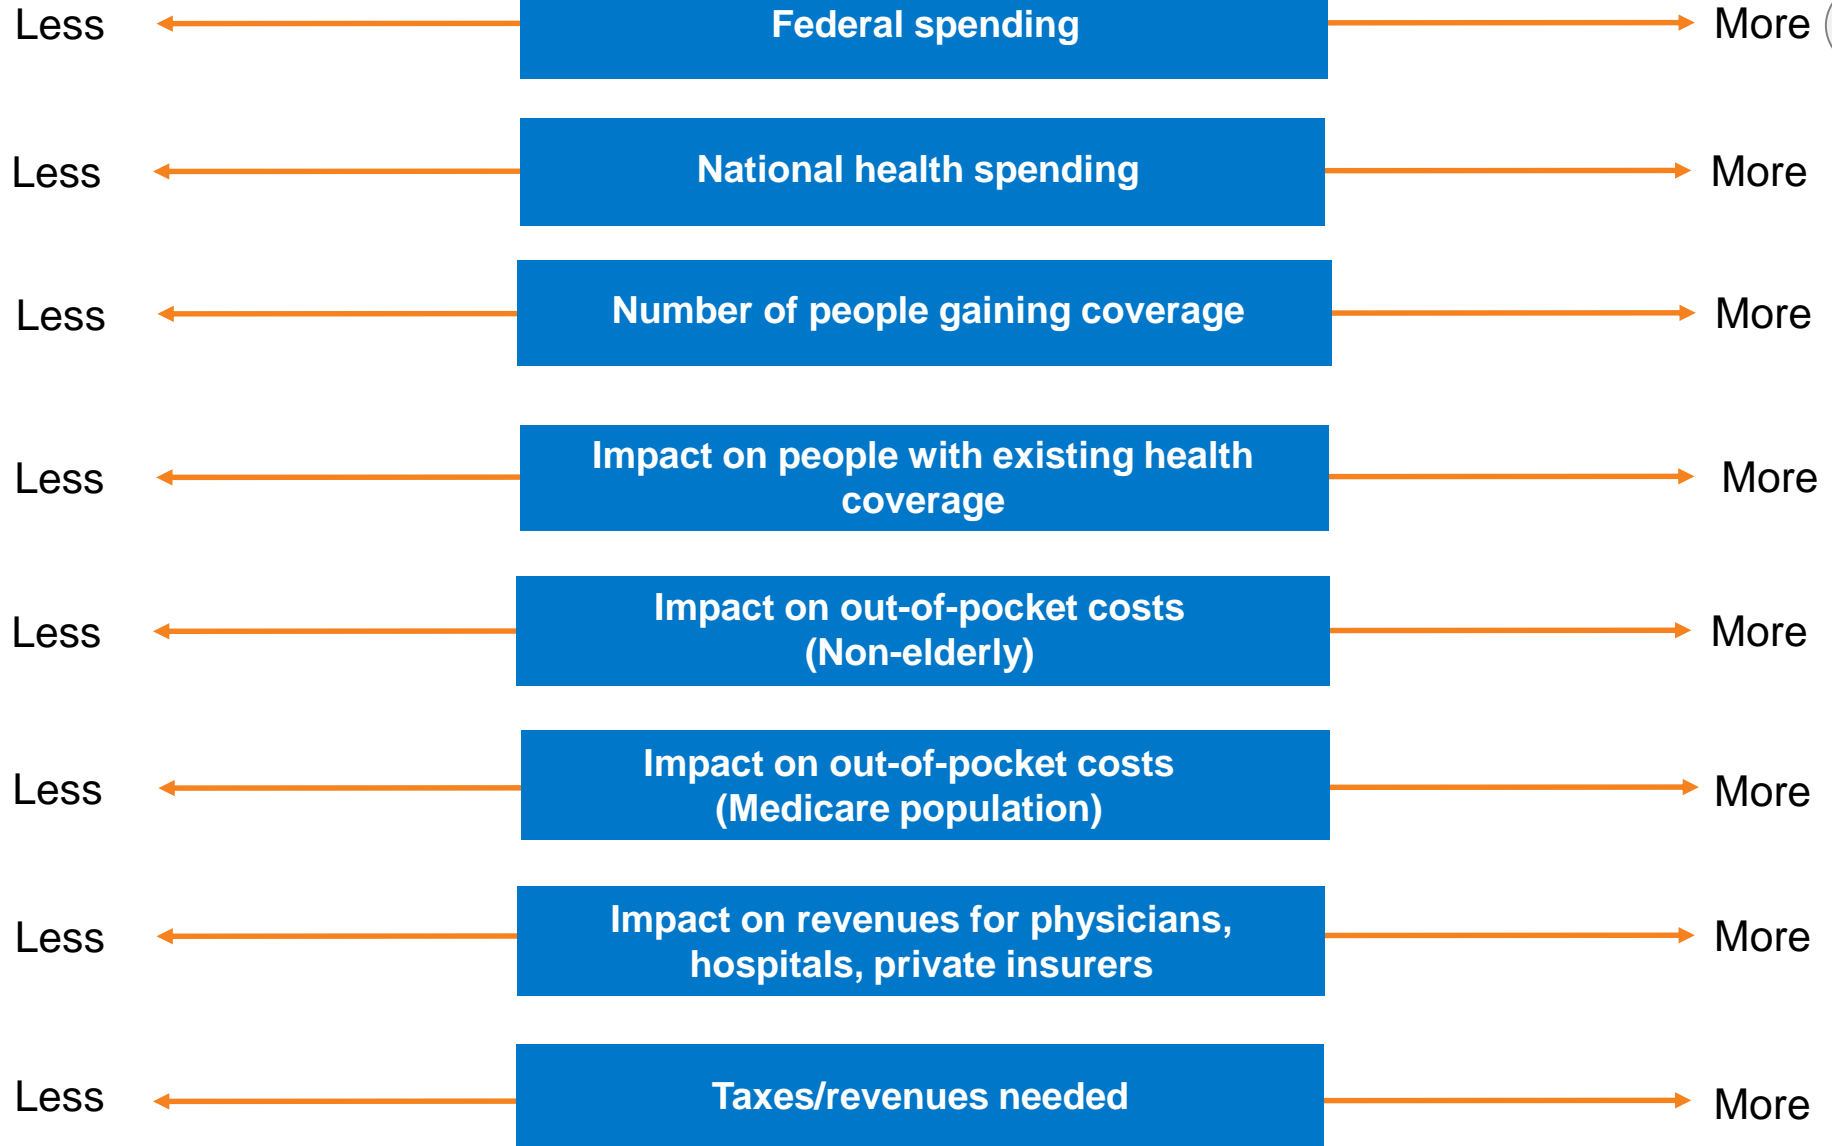 Less Federal spending More
Less National health spending More
Less Number of people gaining coverage More
Less Impact on people with existing health More
coverage
Less Impact on out-of-pocket costs More
(Non-elderly)
Less Impact on out-of-pocket costs More
(Medicare population)
Less Impact on revenues for physicians, More
hospitals, private insurers
Less Taxes/revenues needed More